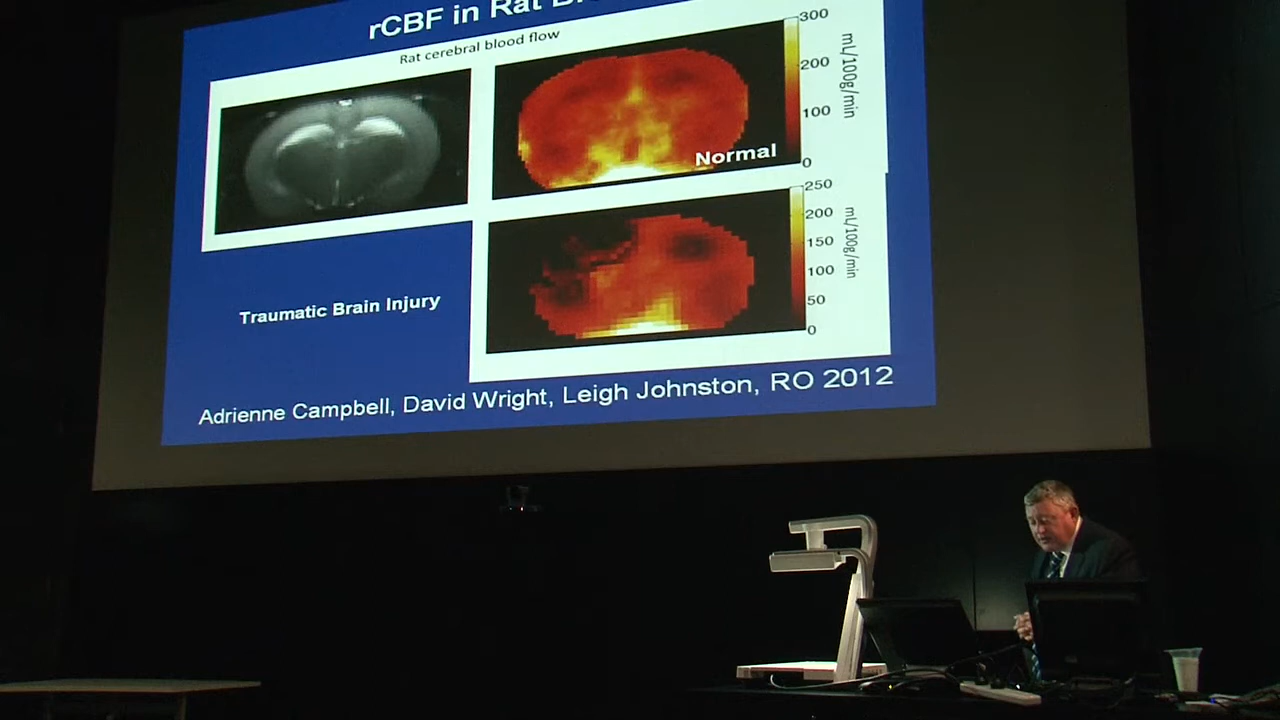 rCBF in Rat
Rat cerebral blood flow
300
200
100
0
mL/100g/min
Normal
250
200
150
100
50
0
mL/100g/min
Traumatic Brain Injury
Adrienne Campbell, David Wright, Leigh Johnston, RO 2012